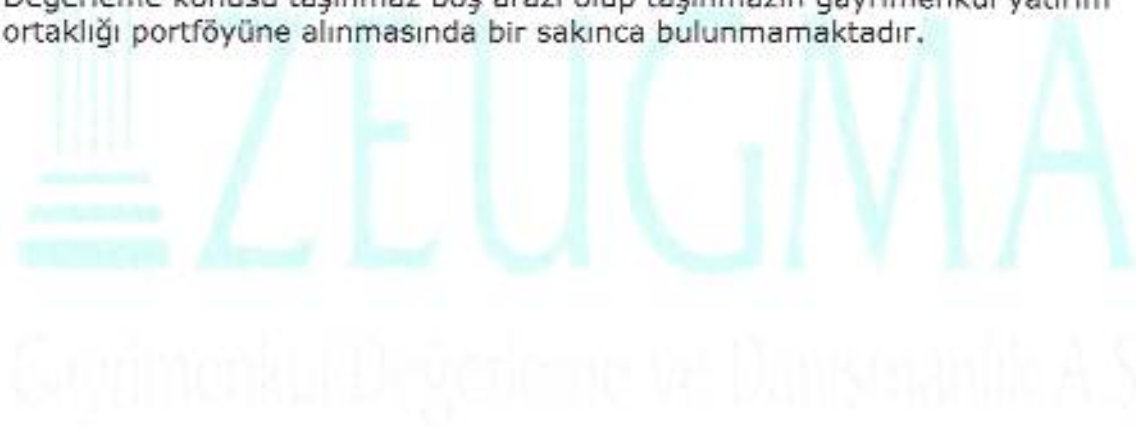 Değerleme konusu taşınmaz boş arazi olup taşınmazın gayrimenkul yatırım
ortaklığı portföyüne alınmasında bir sakınca bulunmamaktadır.
ZEUGMA
Gayrimenkul Değerleme ve Danışmanlık A.Ş